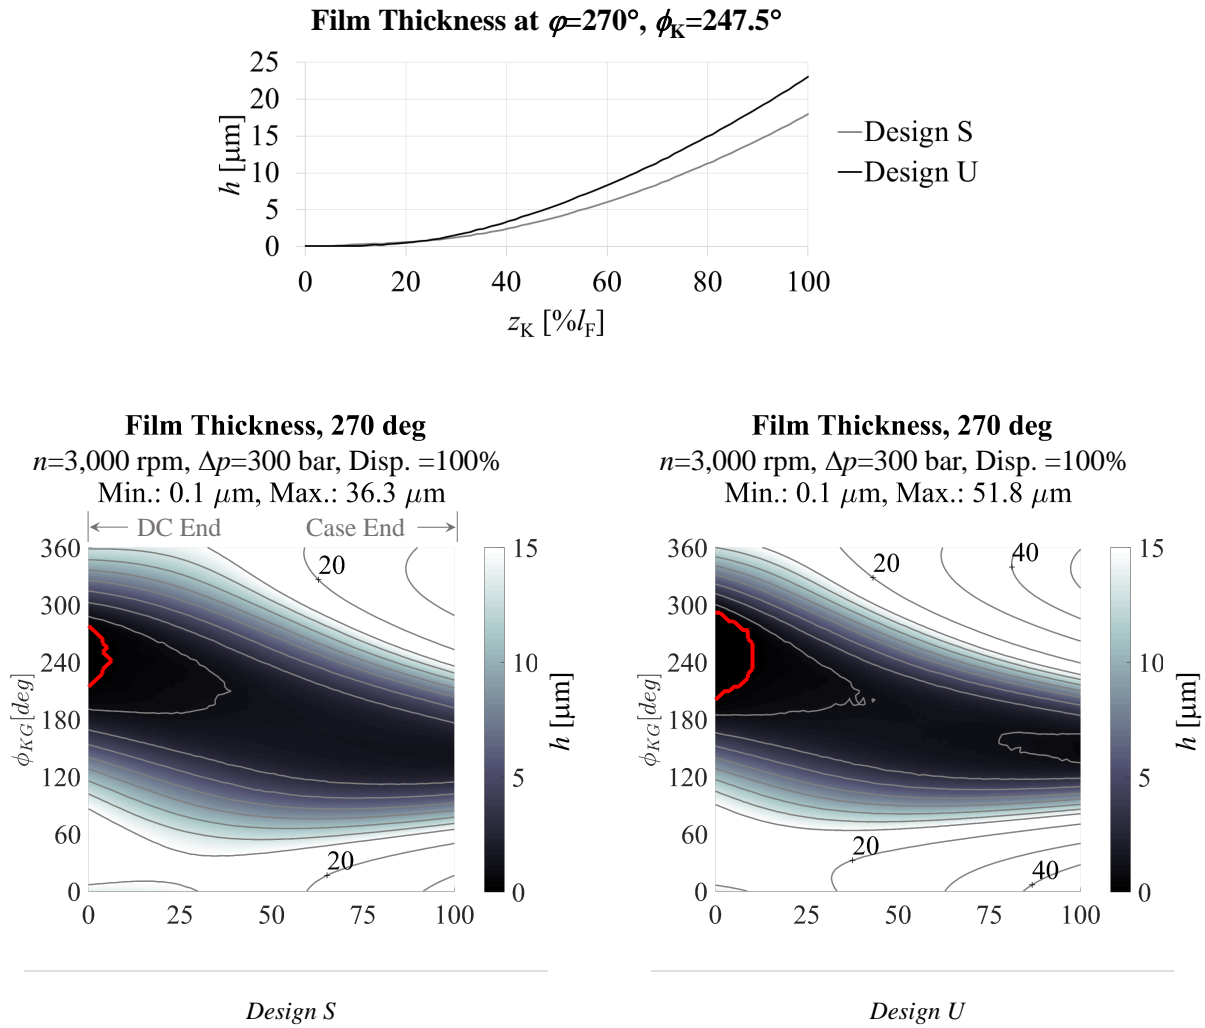 Film Thickness at φ=270°, ϕK=247.5°
25
20
15
10
5
0
h [μm]
0 20 40 60 80 100
zK [%lF]
Design S
Design U
Film Thickness, 270 deg
n=3,000 rpm, Δp=300 bar, Disp. =100%
Min.: 0.1 μm, Max.: 36.3 μm
DC End Case End
360
300
240
180
120
60
0
ϕKG[deg]
20
20
0 25 50 75 100
15
10
5
0
h [μm]
Design S
Film Thickness, 270 deg
n=3,000 rpm, Δp=300 bar, Disp. =100%
Min.: 0.1 μm, Max.: 51.8 μm
360
300
240
180
120
60
0
ϕKG[deg]
20
40
20
40
0 25 50 75 100
15
10
5
0
h [μm]
Design U